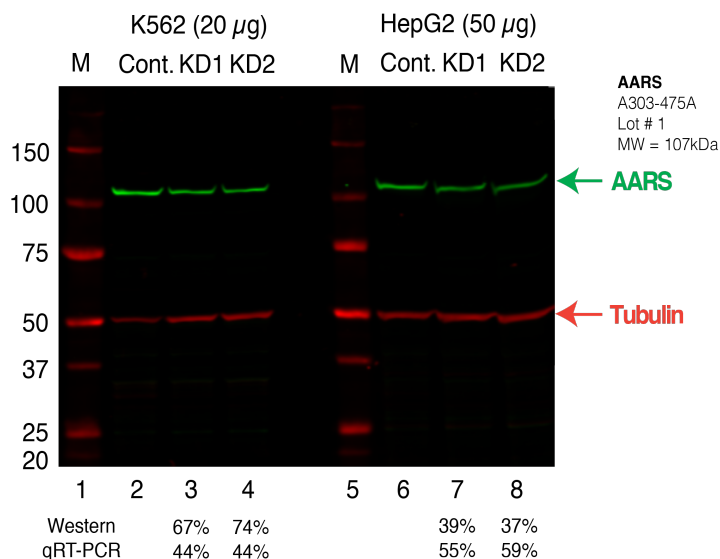 K562 (20 µg) HepG2 (50 µg)
M Cont. KD1 KD2 M Cont. KD1 KD2
AARS
A303-475A
Lot # 1
MW = 107kDa
150
AARS
100
75
50
Tubulin
37
25
20
1 2 3 4 5 6 7 8
Western 67% 74% 39% 37%
qRT-PCR 44% 44% 55% 59%